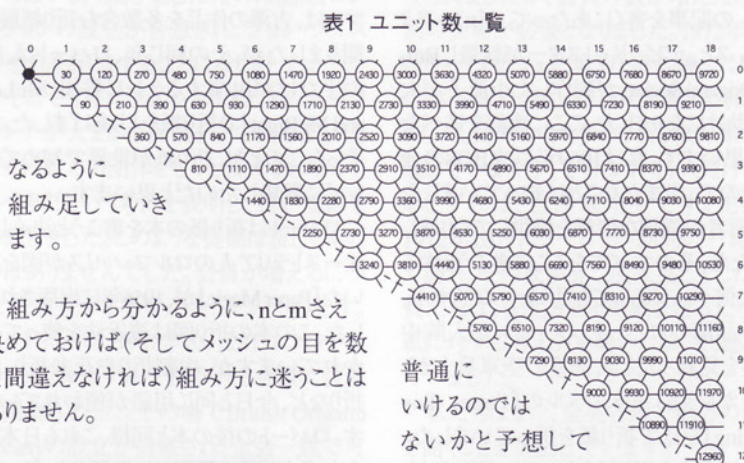 表1 ユニット数一覧
0 1 2 3 4 5 6 7 8 9 10 11 12 13 14 15 16 17 18
30 120 270 480 750 1080 1470 1920 2430 3000 3630 4320 5070 5880 6750 7680 8670 9720 0
90 210 390 630 930 1290 1710 2130 2730 3330 3990 4710 5490 6330 7230 8190 9210 1
360 570 840 1170 1560 2010 2520 3090 3720 4410 5160 5970 6840 7770 8760 9810 2
810 1110 1470 1890 2370 2910 3510 4170 4890 5670 6510 7410 8370 9390 3
1440 1830 2280 2790 3360 3990 4680 5430 6240 7110 8040 9030 10080 4
2250 2730 3270 3870 4530 5250 6030 6870 7770 8730 9750 5
3240 3810 4440 5130 5880 6690 7560 8490 9480 10530 6
4410 5070 5790 6570 7410 8310 9270 10290 7
5760 6510 7320 8190 9120 10110 11160 8
7290 8130 9030 9990 11010 9
9000 9930 10920 11970 10
10890 11910 11
12960 12
なるように
組み足していき
ます。
組み方から分かるように、nとmさえ
めておけば(そしてメッシュの目を数
間違えなければ)組み方に迷うことは
りません。
普通に
いけるのでは
ないかと予想して